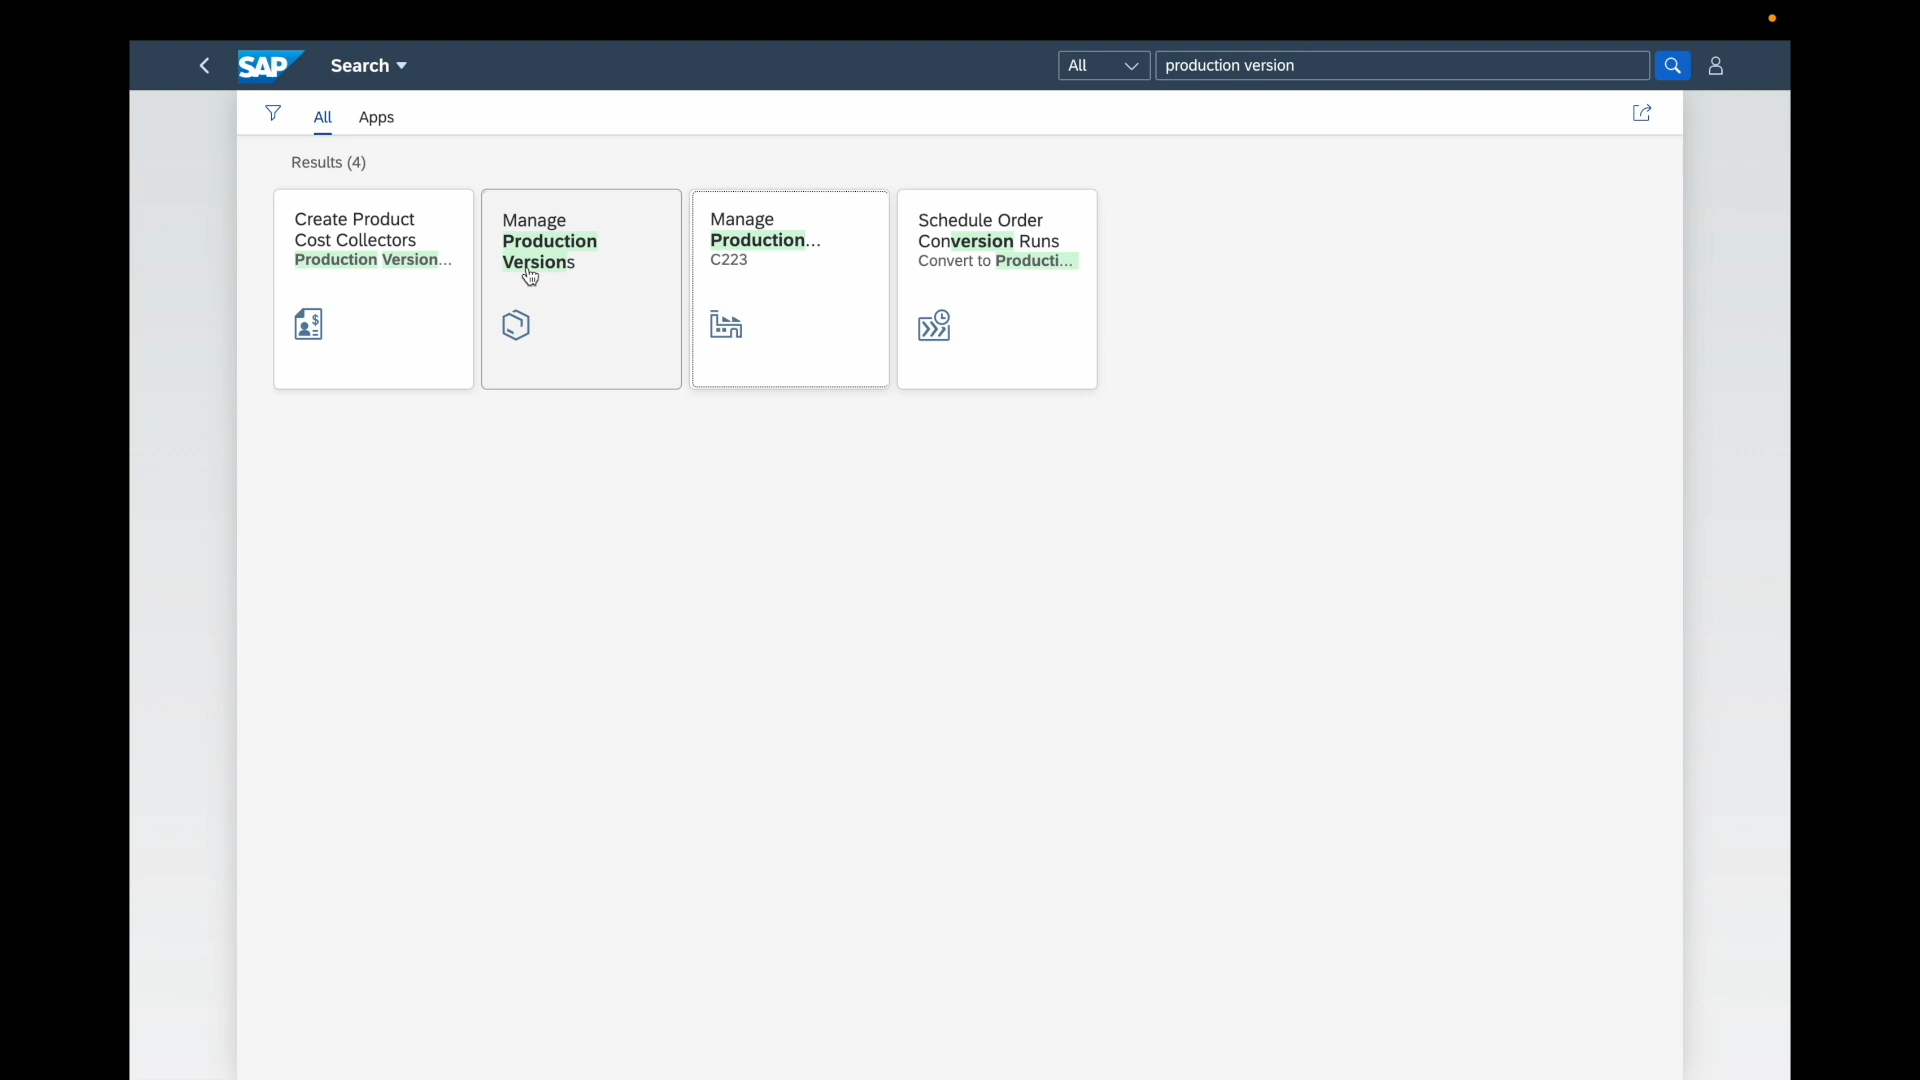 SAP
Search
All
production version
All
Apps
Results (4)
Create Product
Cost Collectors
Production Version...
Manage
Production
Versions
Manage
Production...
C223
Schedule Order
Conversion Runs
Convert to Producti...